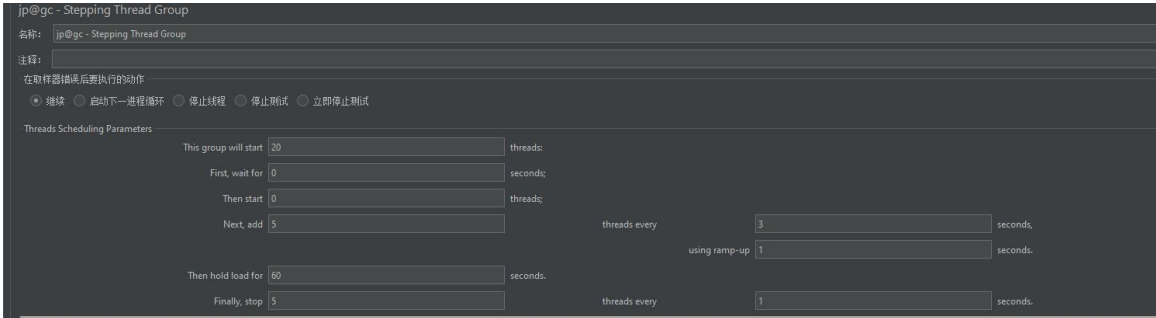 jp@gc - Stepping Thread Group
名称： jp@gc - Stepping Thread Group
注释：
在取样器错误后要执行的动作
继续 启动下一进程循环 停止线程 停止测试 立即停止测试
Threads Scheduling Parameters
This group will start 20 threads:
First, wait for 0 seconds;
Then start 0 threads;
Next, add 5 threads every 3 seconds,
using ramp-up 1 seconds.
Then hold load for 60 seconds.
Finally, stop 5 threads every 1 seconds.